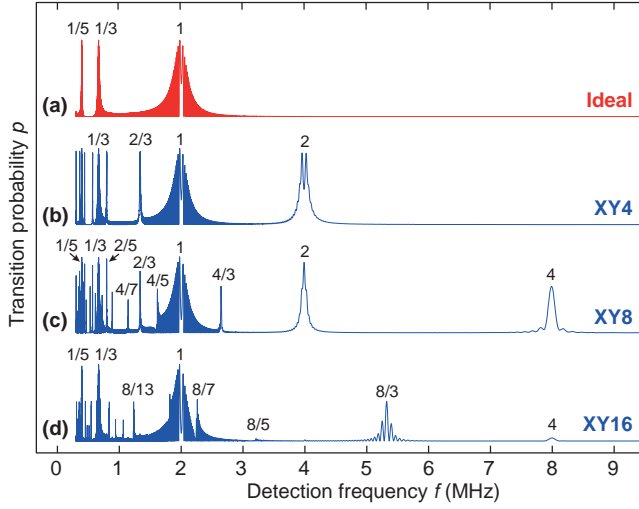 1/5 1/3 1
(a) Ideal
1/3 2/3 1 2
(b) XY4
1/5 1/3 2/5 2/3 4/5 4/7 1 4/3 2 4
(c) XY8
1/5 1/3 8/13 1 8/7 8/5 8/3 4
(d) XY16
0 1 2 3 4 5 6 7 8 9
Detection frequency f (MHz)
Transition probability p